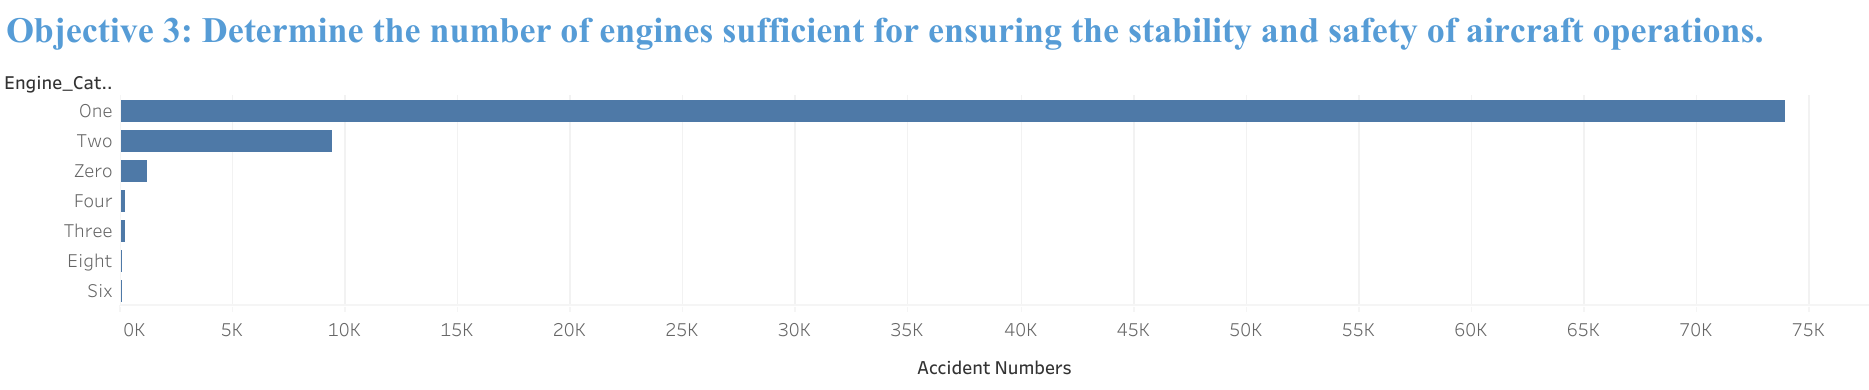 Objective 3: Determine the number of engines sufficient for ensuring the stability and safety of aircraft operations.
Engine_Cat..
One
Two
Zero
Four
Three
Eight
Six
0K 5K 10K 15K 20K 25K 30K 35K 40K 45K 50K 55K 60K 65K 70K 75K
Accident Numbers